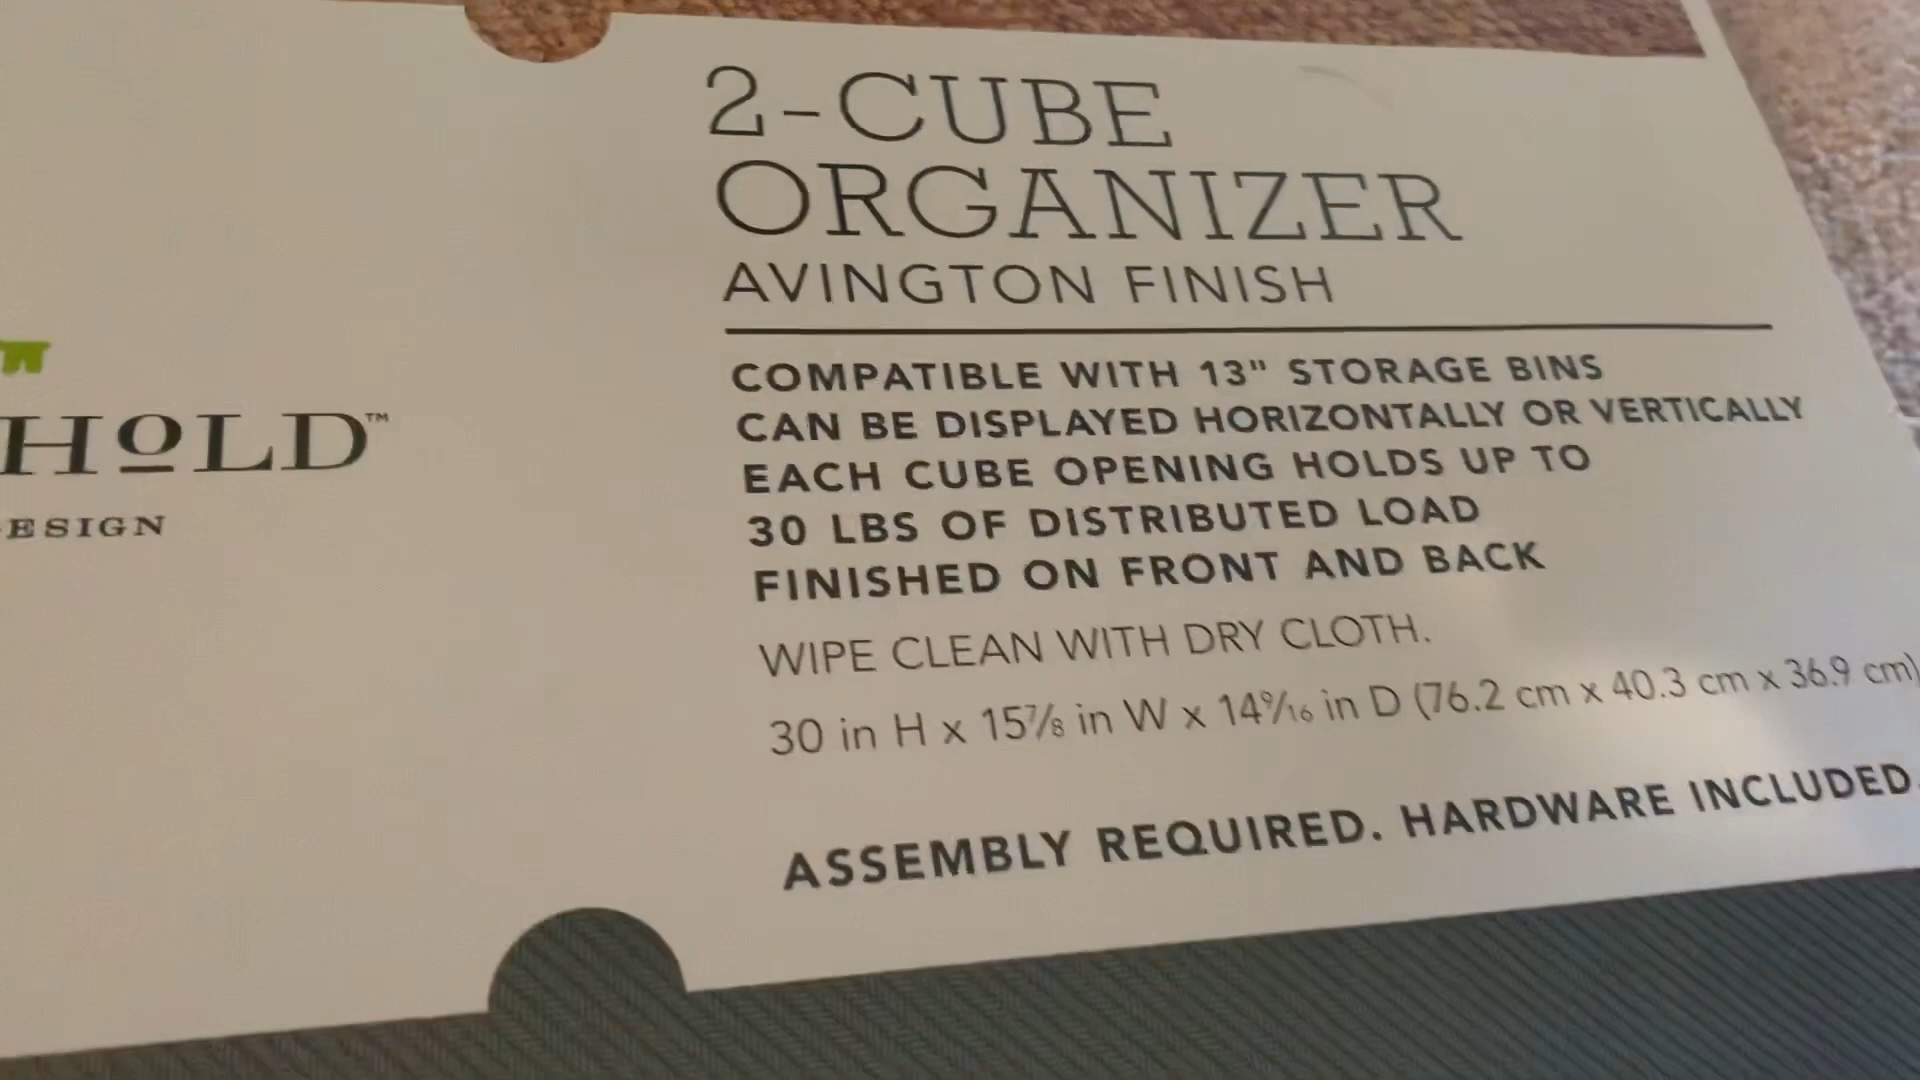 2-CUBE
ORGANIZER
AVINGTON FINISH
COMPATIBLE WITH 13" STORAGE BINS
CAN BE DISPLAYED HORIZONTALLY OR VERTICALLY
EACH CUBE OPENING HOLDS UP TO
30 LBS OF DISTRIBUTED LOAD
FINISHED ON FRONT AND BACK
WIPE CLEAN WITH DRY CLOTH.
30 in H x 15⅞ in W x 14⁹⁄₁₆ in D (76.2 cm x 40.3 cm x 36.9 cm)
ASSEMBLY REQUIRED. HARDWARE INCLUDED.
HOLD™
ESIGN